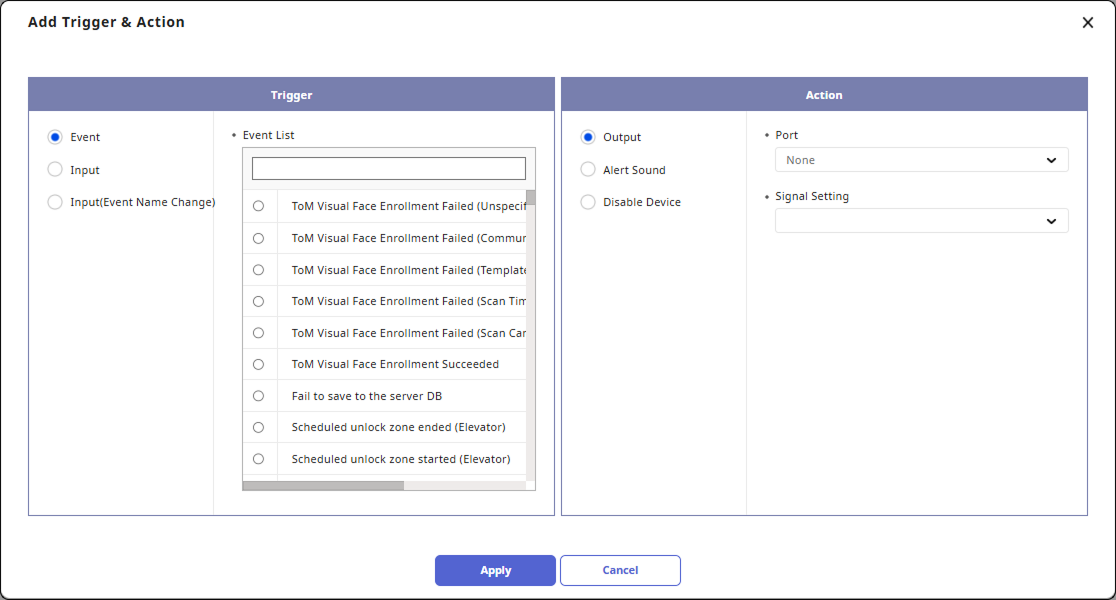 Add Trigger & Action
Trigger
Event
Input
Input(Event Name Change)
• Event List
ToM Visual Face Enrollment Failed (Unspecif
ToM Visual Face Enrollment Failed (Commur
ToM Visual Face Enrollment Failed (Template
ToM Visual Face Enrollment Failed (Scan Tim
ToM Visual Face Enrollment Failed (Scan Car
ToM Visual Face Enrollment Succeeded
Fail to save to the server DB
Scheduled unlock zone ended (Elevator)
Scheduled unlock zone started (Elevator)
Action
Output
Alert Sound
Disable Device
• Port
None
• Signal Setting
Apply
Cancel